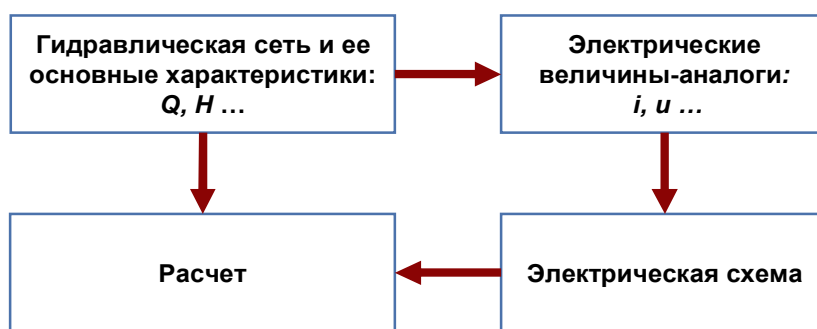 Гидравлическая сеть и ее
основные характеристики:
Q, H ...
Электрические
величины-аналоги:
i, u ...
Расчет
Электрическая схема